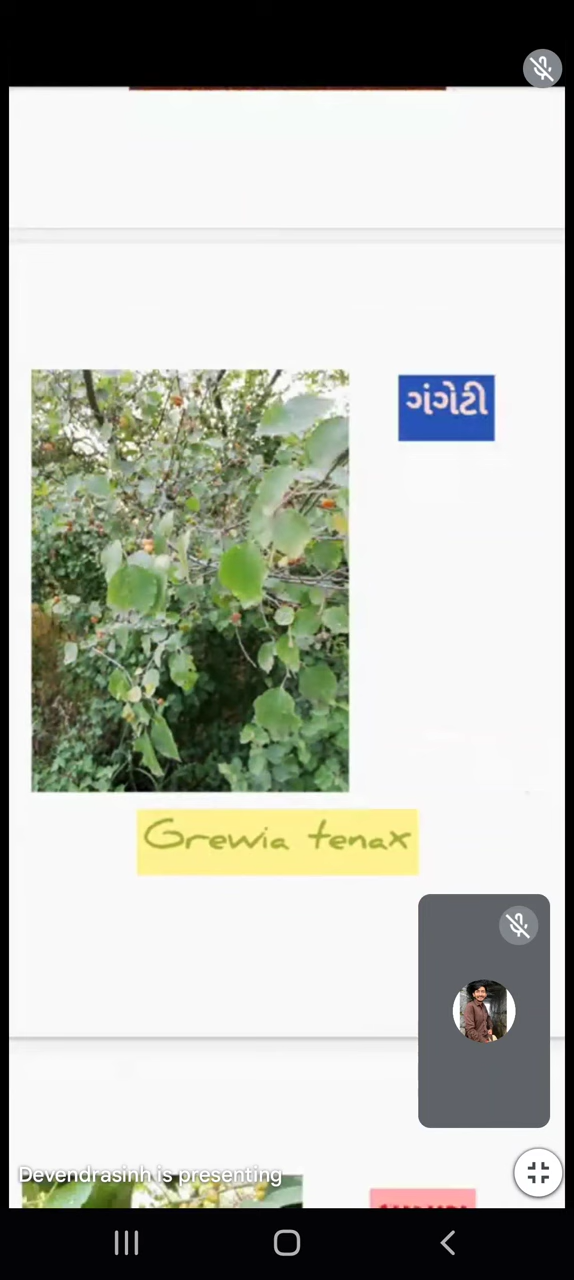 ગંગેટી
Grewia tenax
Devendrasinh is presenting